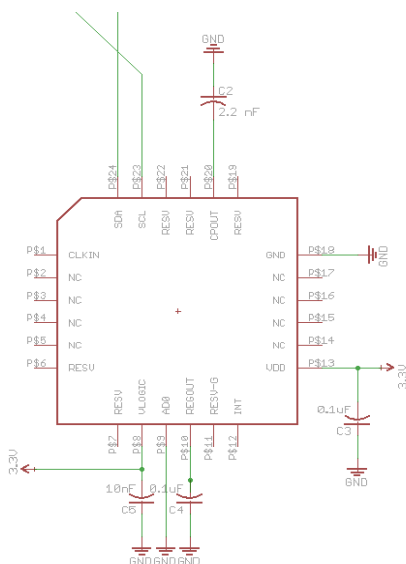 GND
C2
2.2 nF
P$24
P$23
P$22
P$21
P$20
P$19
SDA
SCL
RESV
RESV
CPOUT
RESV
P$1
CLKIN
GND
P$18
GND
P$2
NC
NC
P$17
P$3
NC
NC
P$16
P$4
NC
NC
P$15
P$5
NC
NC
P$14
P$6
RESV
VDD
P$13
3.3V
RESV
VLOGIC
AD0
REGOUT
RESV-G
INT
0.1uF
C3
P$7
P$8
P$9
P$10
P$11
P$12
3.3V
GND
10nF
0.1uF
C5
C4
GND
GND
GND